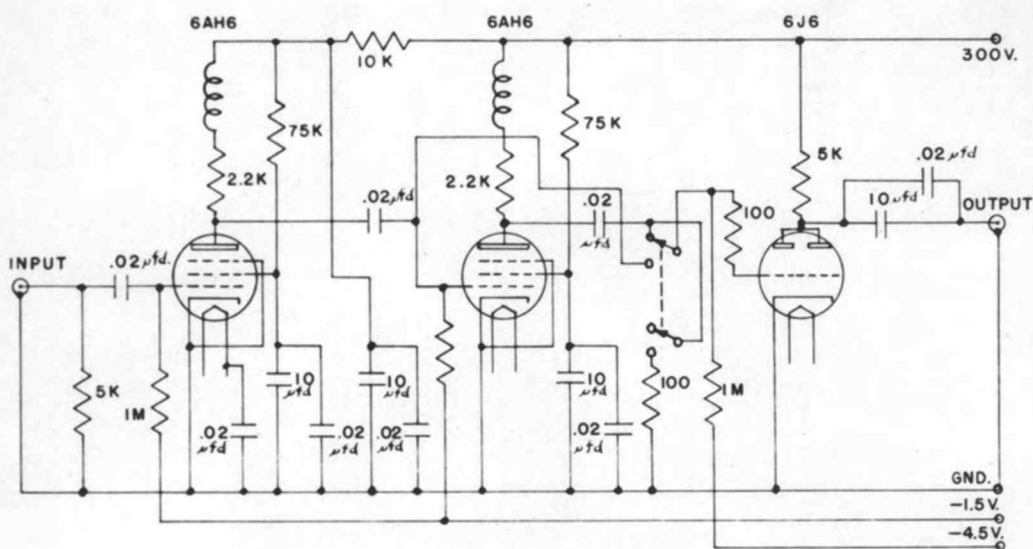 6AH6
6AH6
6J6
300V.
10K
75K
75K
5K
.02 µfd
2.2K
.02 µfd
2.2K
.02
µfd
100
10 µfd
OUTPUT
INPUT
.02 µfd.
5K
1M
10
µfd
10
µfd
10
µfd
100
1M
.02
µfd
.02
µfd
.02
µfd
.02
µfd
GND.
-1.5V.
-4.5V.